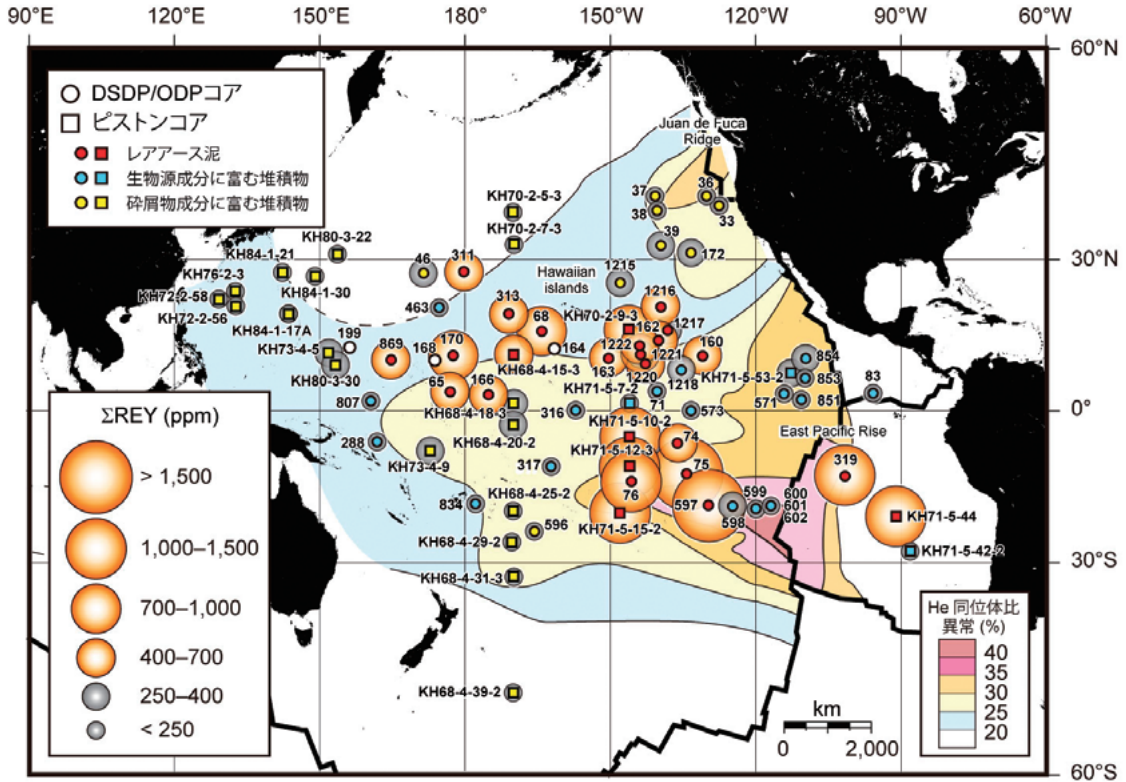 90°E 120°E 150°E 180° 150°W 120°W 90°W 60°W
60°N
30°N
0°
30°S
60°S
DSDP/ODPコア
ピストンコア
レアアース泥
生物源成分に富む堆積物
砕屑物成分に富む堆積物
Juan de Fuca
Ridge
37
36
38
33
39
172
KH70-2-5-3
KH70-2-7-3
KH80-3-22
KH84-1-21
KH76-2-3
KH72-2-58
KH84-1-30
KH72-2-56
KH84-1-17A
46
311
463
Hawaiian
islands
1215
1216
313
68
KH70-2-9-3
162
1217
199
KH73-4-5
869
168
170
164
1222
1221
160
KH80-3-30
KH68-4-15-3
163
1220
1218
KH71-5-53-2
854
853
83
65
166
KH71-5-7-2
71
571
851
807
KH68-4-18-3
316
573
KH71-5-10-2
East Pacific Rise
288
KH68-4-20-2
74
KH71-5-12-3
KH73-4-9
317
75
319
76
834
KH68-4-25-2
597
599
600
601
602
598
596
KH71-5-15-2
KH71-5-44
KH68-4-29-2
KH71-5-42-2
KH68-4-31-3
KH68-4-39-2
ΣREY (ppm)
> 1,500
1,000–1,500
700–1,000
400–700
250–400
< 250
He 同位体比
異常 (%)
40
35
30
25
20
km
0 2,000